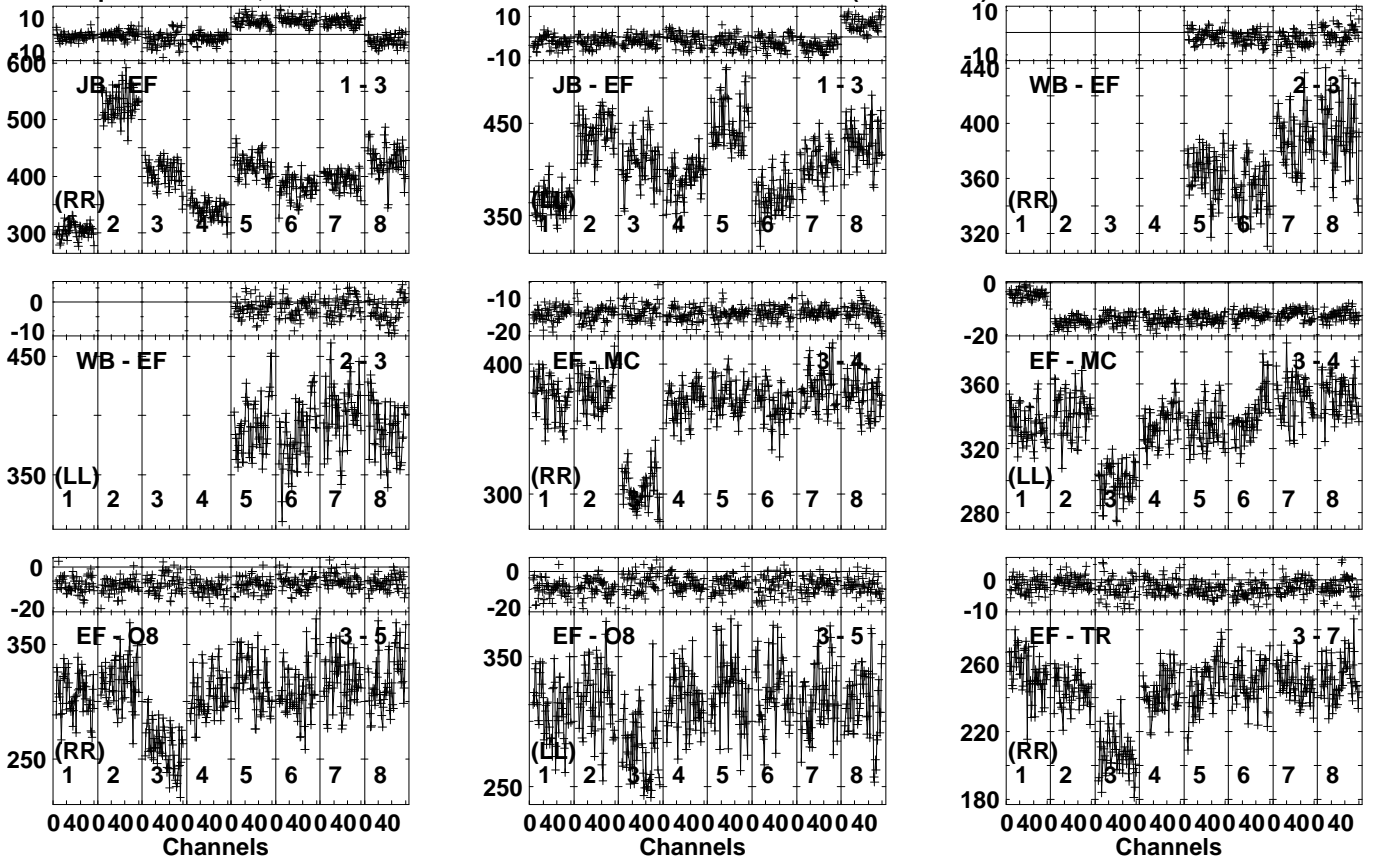 10 10 10
-10 -10 -10
600 JB - EF 1 - 3 JB - EF 1 - 3 440 WB - EF 2 - 3
500 450 400
400 360
(RR) (LL) (RR)
300 350 320
1 2 3 4 5 6 7 8 1 2 3 4 5 6 7 8 1 2 3 4 5 6 7 8
0 -10 0
-10 -20 -20
450 WB - EF 2 - 3 400 EF - MC 3 - 4 360 EF - MC 3 - 4
320
350 (LL) 300 (RR) 280 (LL)
1 2 3 4 5 6 7 8 1 2 3 4 5 6 7 8 1 2 3 4 5 6 7 8
0 0 0
-20 -20 -10
350 EF - O8 3 - 5 350 EF - O8 3 - 5 260 EF - TR 3 - 7
220
250 (RR) 250 (LL) 180 (RR)
1 2 3 4 5 6 7 8 1 2 3 4 5 6 7 8 1 2 3 4 5 6 7 8
0 40 0 40 0 40 0 40 0 40 0 40 0 40 0 40 0 40 0 40 0 40 0 40 0 40 0 40 0 40 0 40 0 40 0 40 0 40 0 40 0 40 0 40 0 40 0 40
Channels Channels Channels